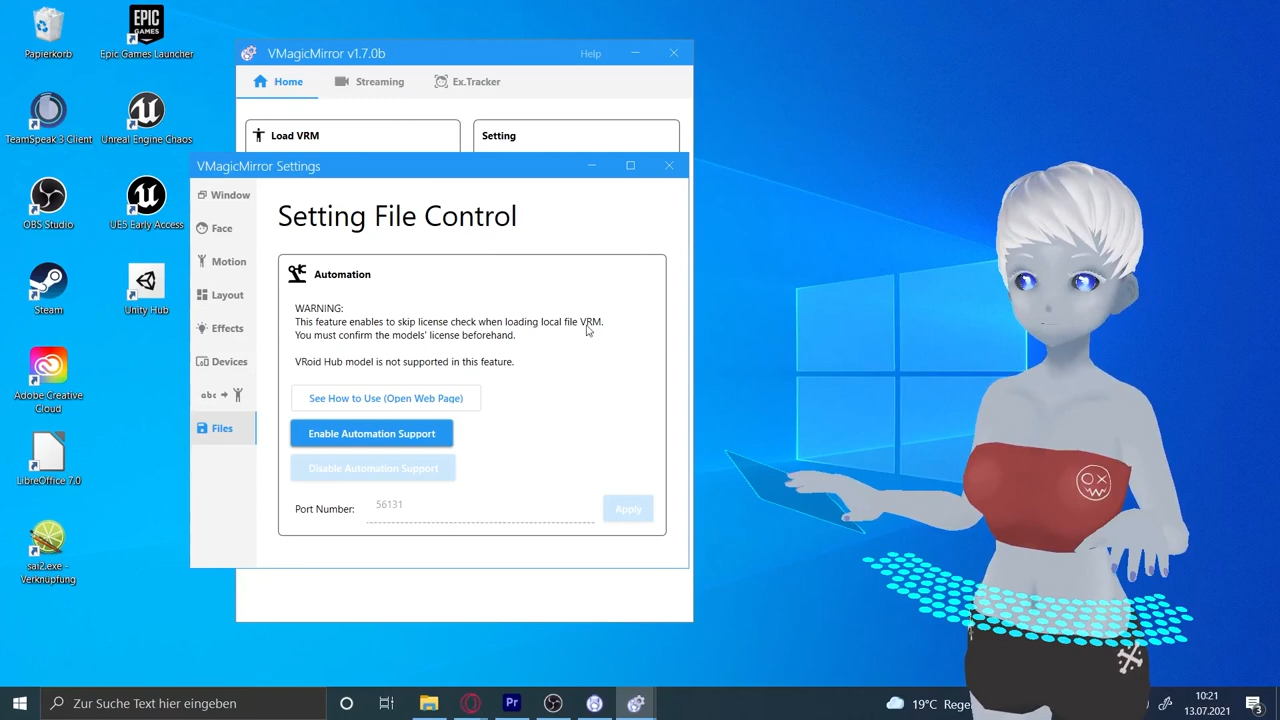 Papierkorb
Epic Games Launcher
EPIC
GAMES
TeamSpeak 3 Client
Unreal Engine Chaos
OBS Studio
UE5 Early Access
Steam
Unity Hub
Adobe Creative
Cloud
LibreOffice 7.0
sai2.exe -
Verknüpfung
VMagicMirror v1.7.0b
Help
Home
Streaming
Ex.Tracker
Load VRM
Setting
VMagicMirror Settings
Window
Face
Motion
Layout
Effects
Devices
abc
Files
Setting File Control
Automation
WARNING:
This feature enables to skip license check when loading local file VRM.
You must confirm the models' license beforehand.
VRoid Hub model is not supported in this feature.
See How to Use (Open Web Page)
Enable Automation Support
Disable Automation Support
Port Number:
56131
Apply
Zur Suche Text hier eingeben
Pr
19°C
10:21
13.07.2021
3